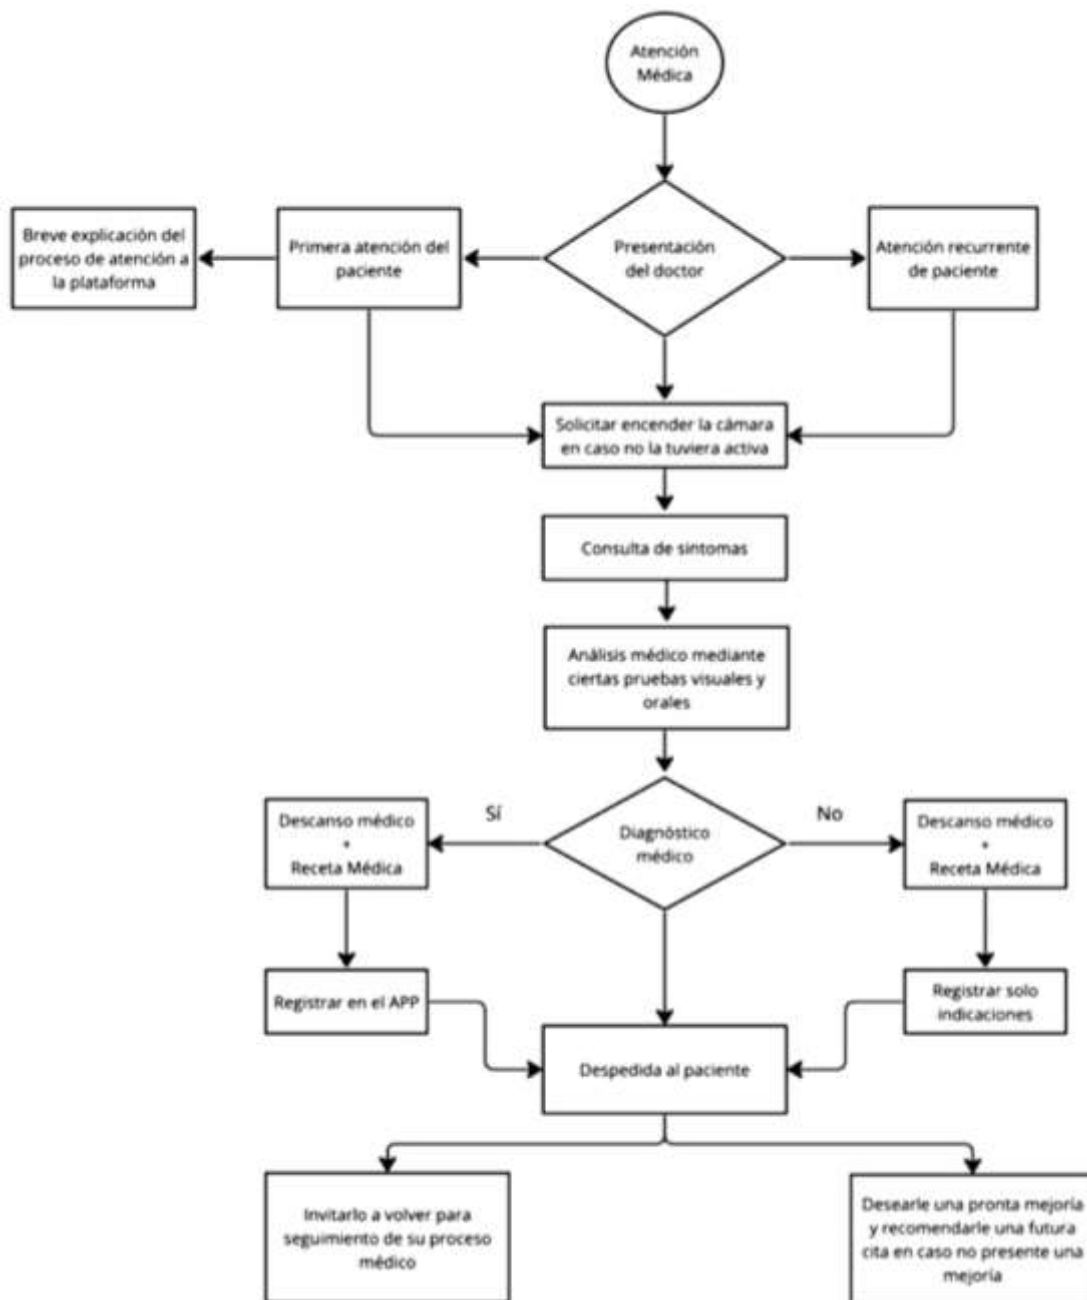 Atención
Médica
Breve explicación del
proceso de atención a
la plataforma
Primera atención del
paciente
Presentación
del doctor
Atención recurrente
de paciente
Solicitar encender la cámara
en caso no la tuviera activa
Consulta de síntomas
Análisis médico mediante
ciertas pruebas visuales y
orales
Sí
No
Descanso médico
+
Receta Médica
Diagnóstico
médico
Descanso médico
+
Receta Médica
Registrar en el APP
Registrar solo
indicaciones
Despedida al paciente
Invitarlo a volver para
seguimiento de su proceso
médico
Desearle una pronta mejoría
y recomendarle una futura
cita en caso no presente una
mejoría